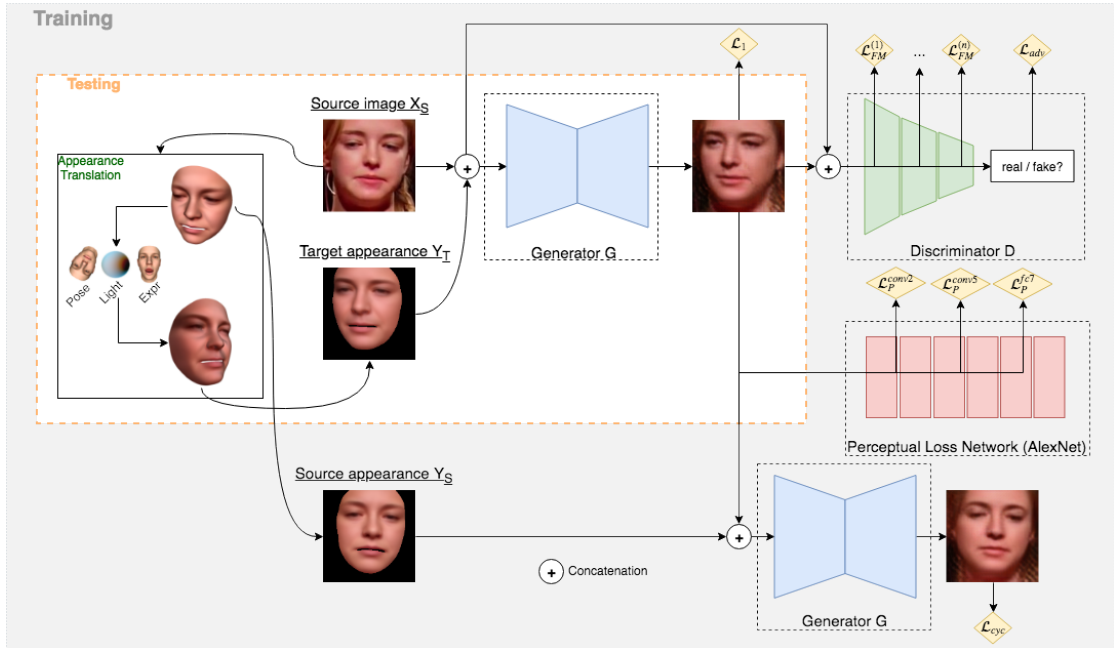 Training
Testing
Source image X_S
Appearance
Translation
Pose
Light
Expr
Target appearance Y_T
Generator G
ℒ_1
ℒ_FM^(1)
...
ℒ_FM^(n)
ℒ_adv
real / fake?
Discriminator D
ℒ_P^conv2
ℒ_P^conv5
ℒ_P^fc7
Perceptual Loss Network (AlexNet)
Source appearance Y_S
+ Concatenation
Generator G
ℒ_cyc